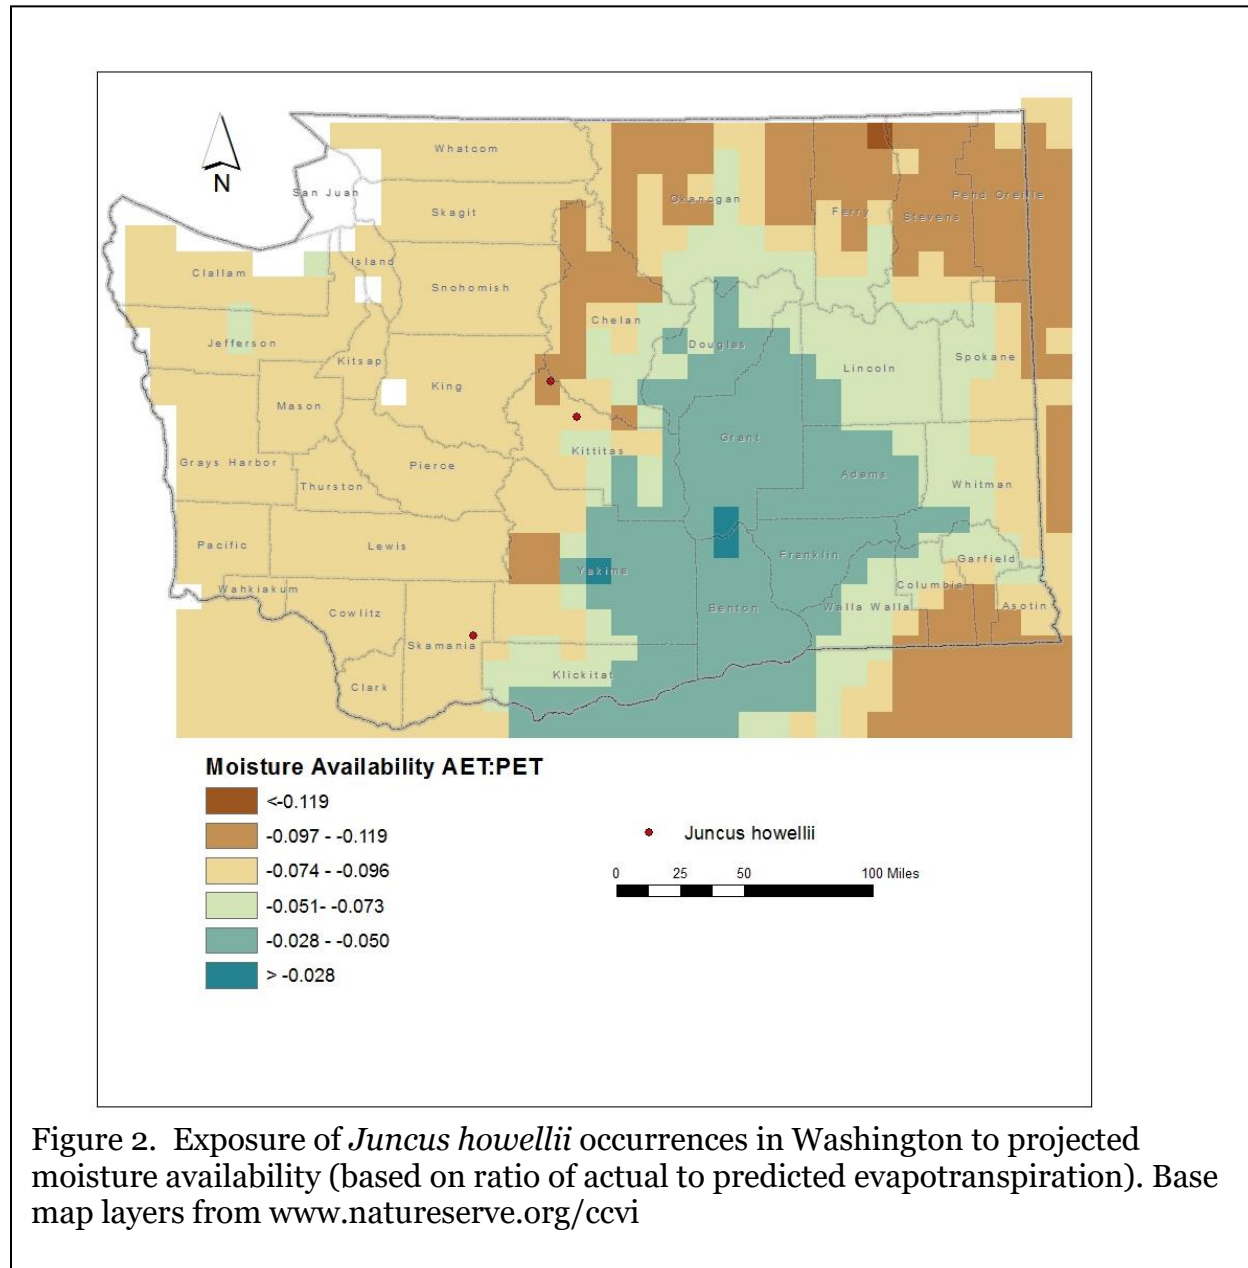 N
Whatcom
San Juan
Skagit
Okanogan
Ferry
Stevens
Pend Oreille
Clallam
Island
Snohomish
Chelan
Jefferson
Douglas
Kitsap
King
Lincoln
Spokane
Mason
Grant
Kittitas
Grays Harbor
Pierce
Thurston
Adams
Whitman
Pacific
Lewis
Yakima
Franklin
Garfield
Wahkiakum
Columbia
Cowlitz
Benton
Walla Walla
Asotin
Skamania
Klickitat
Clark
Moisture Availability AET:PET
<-0.119
-0.097 - -0.119
-0.074 - -0.096
-0.051- -0.073
-0.028 - -0.050
> -0.028
Juncus howellii
0 25 50 100 Miles
Figure 2. Exposure of Juncus howellii occurrences in Washington to projected
moisture availability (based on ratio of actual to predicted evapotranspiration). Base
map layers from www.natureserve.org/ccvi